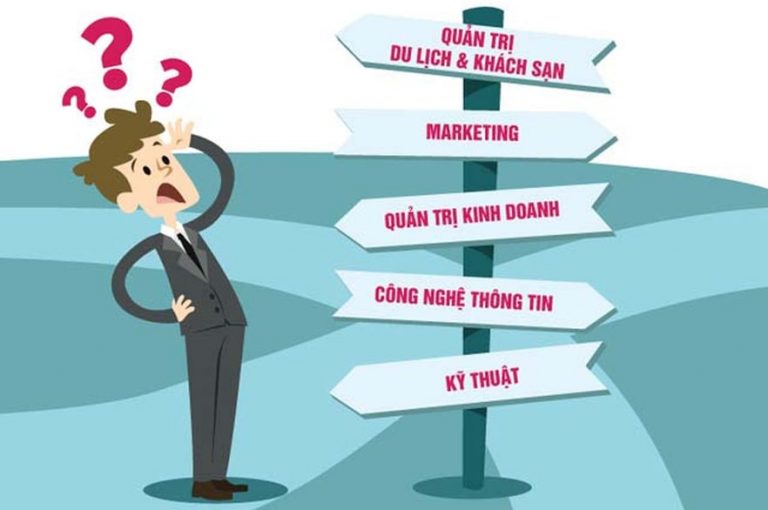 QUẢN TRỊ
DU LỊCH & KHÁCH SẠN
MARKETING
QUẢN TRỊ KINH DOANH
CÔNG NGHỆ THÔNG TIN
KỸ THUẬT